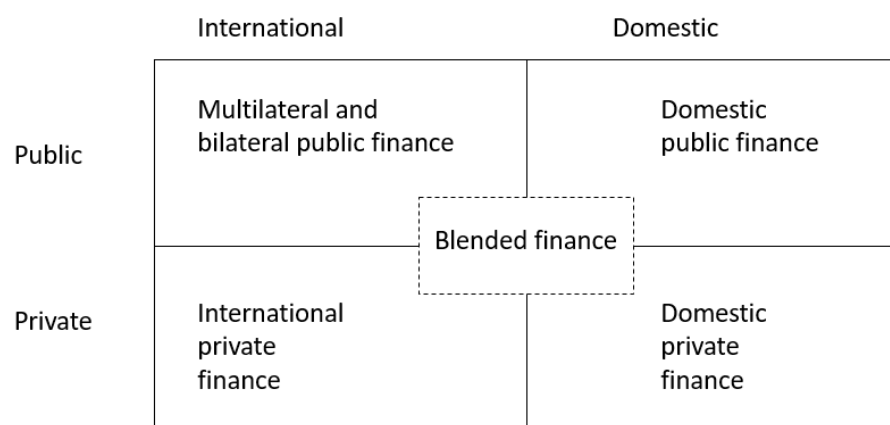 International
Domestic
Public
Multilateral and
bilateral public finance
Domestic
public finance
Blended finance
Private
International
private
finance
Domestic
private
finance